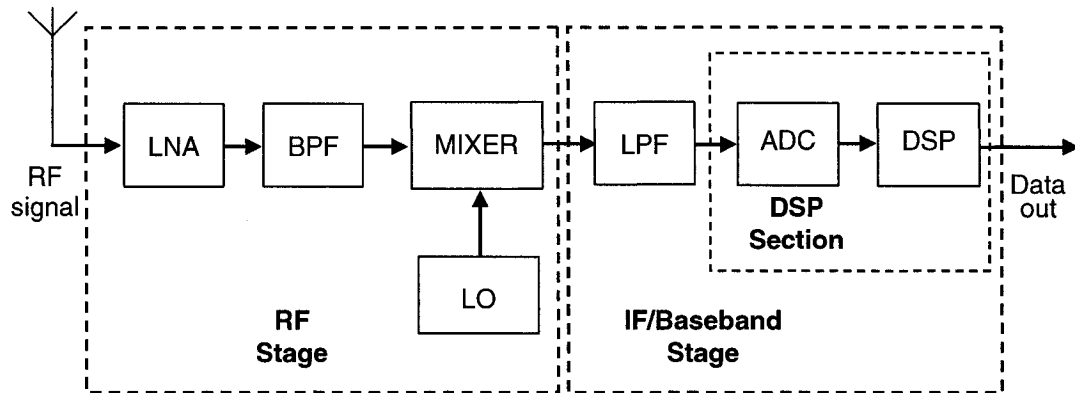 RF
signal
LNA
BPF
MIXER
LO
RF
Stage
LPF
ADC
DSP
DSP
Section
IF/Baseband
Stage
Data
out